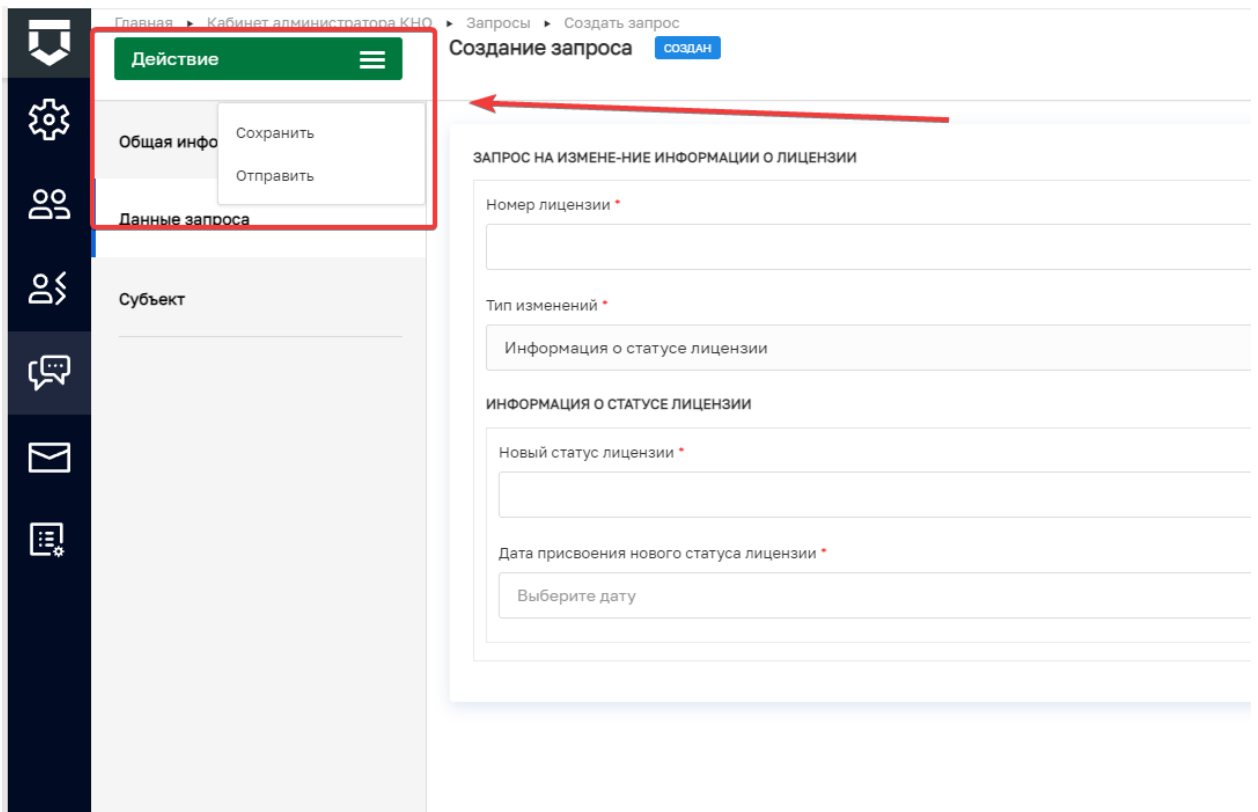 Главная ▸ Кабинет администратора КНО ▸ Запросы ▸ Создать запрос
Действие
Создание запроса СОЗДАН
Общая инфо
Сохранить
Отправить
Данные запроса
Субъект
ЗАПРОС НА ИЗМЕНЕ-НИЕ ИНФОРМАЦИИ О ЛИЦЕНЗИИ
Номер лицензии *
Тип изменений *
Информация о статусе лицензии
ИНФОРМАЦИЯ О СТАТУСЕ ЛИЦЕНЗИИ
Новый статус лицензии *
Дата присвоения нового статуса лицензии *
Выберите дату